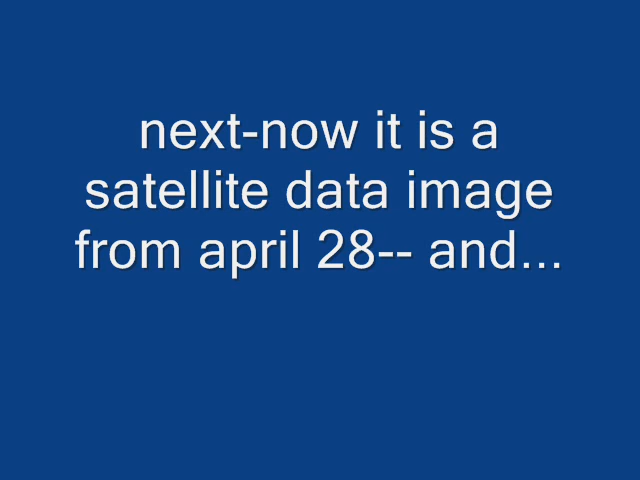 next-now it is a
satellite data image
from april 28-- and...